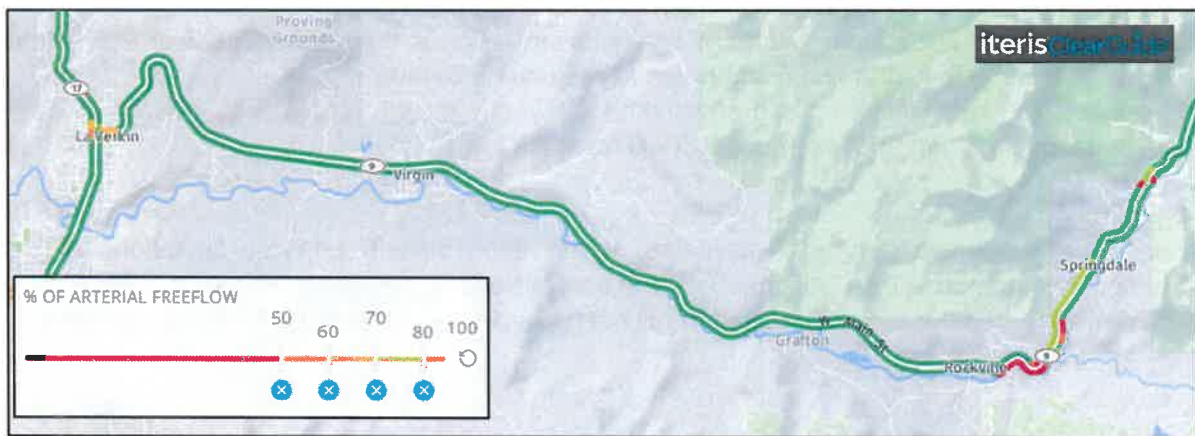 Proving
Grounds
iteris ClearGuide
17
La Verkin
9
Virgin
Springdale
% OF ARTERIAL FREEFLOW
50
60
70
80
100
W Main St
Grafton
Rockville
9